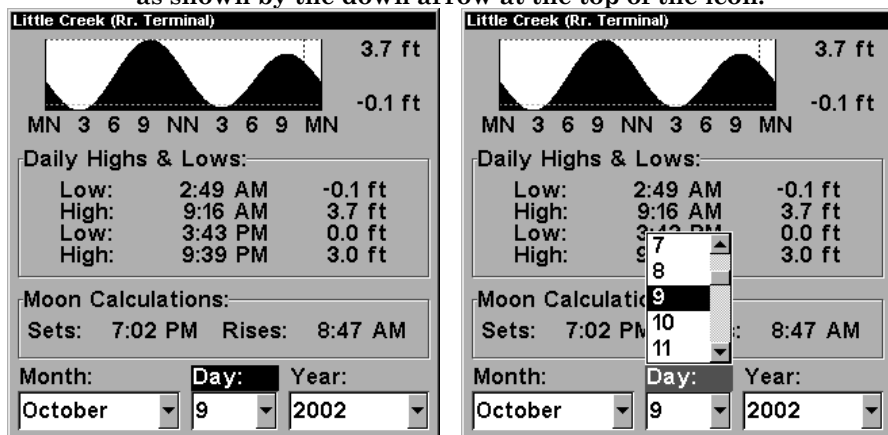 as shown by the down arrow at the top of the icon.
Little Creek (Rr. Terminal)
3.7 ft
-0.1 ft
MN 3 6 9 NN 3 6 9 MN
Daily Highs & Lows:
Low: 2:49 AM -0.1 ft
High: 9:16 AM 3.7 ft
Low: 3:43 PM 0.0 ft
High: 9:39 PM 3.0 ft
Moon Calculations:
Sets: 7:02 PM Rises: 8:47 AM
Month: Day: Year:
October 9 2002
Little Creek (Rr. Terminal)
3.7 ft
-0.1 ft
MN 3 6 9 NN 3 6 9 MN
Daily Highs & Lows:
Low: 2:49 AM -0.1 ft
High: 9:16 AM 3.7 ft
Low: 3:43 PM 0.0 ft
High: 9 3.0 ft
7
8
9
10
11
Moon Calculatio
Sets: 7:02 PM 8:47 AM
Month: Day: Year:
October 9 2002